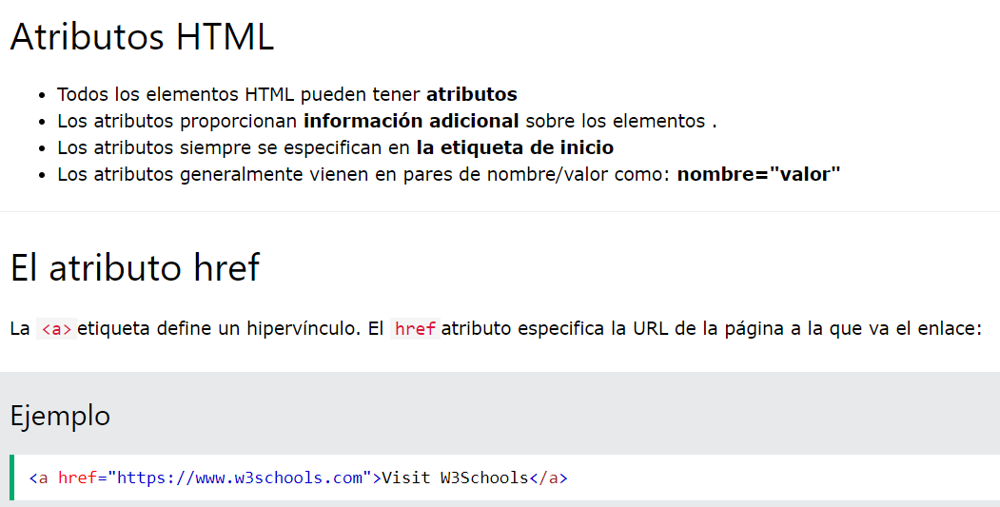 Atributos HTML
Todos los elementos HTML pueden tener atributos
Los atributos proporcionan información adicional sobre los elementos .
Los atributos siempre se especifican en la etiqueta de inicio
Los atributos generalmente vienen en pares de nombre/valor como: nombre="valor"
El atributo href
La <a> etiqueta define un hipervínculo. El href atributo especifica la URL de la página a la que va el enlace:
Ejemplo
<a href="https://www.w3schools.com">Visit W3Schools</a>